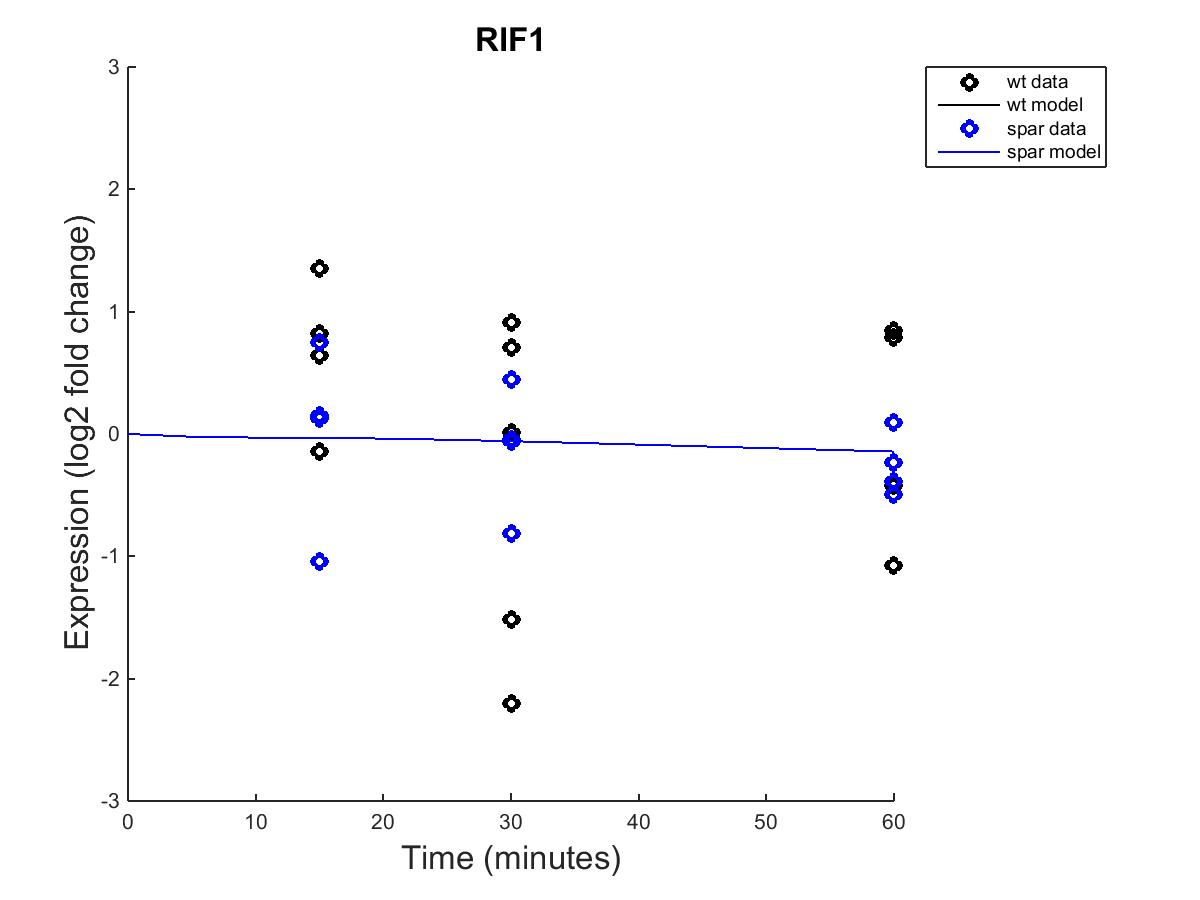 RIF1
wt data
wt model
spar data
spar model
Expression (log2 fold change)
3
2
1
0
-1
-2
-3
0 10 20 30 40 50 60
Time (minutes)